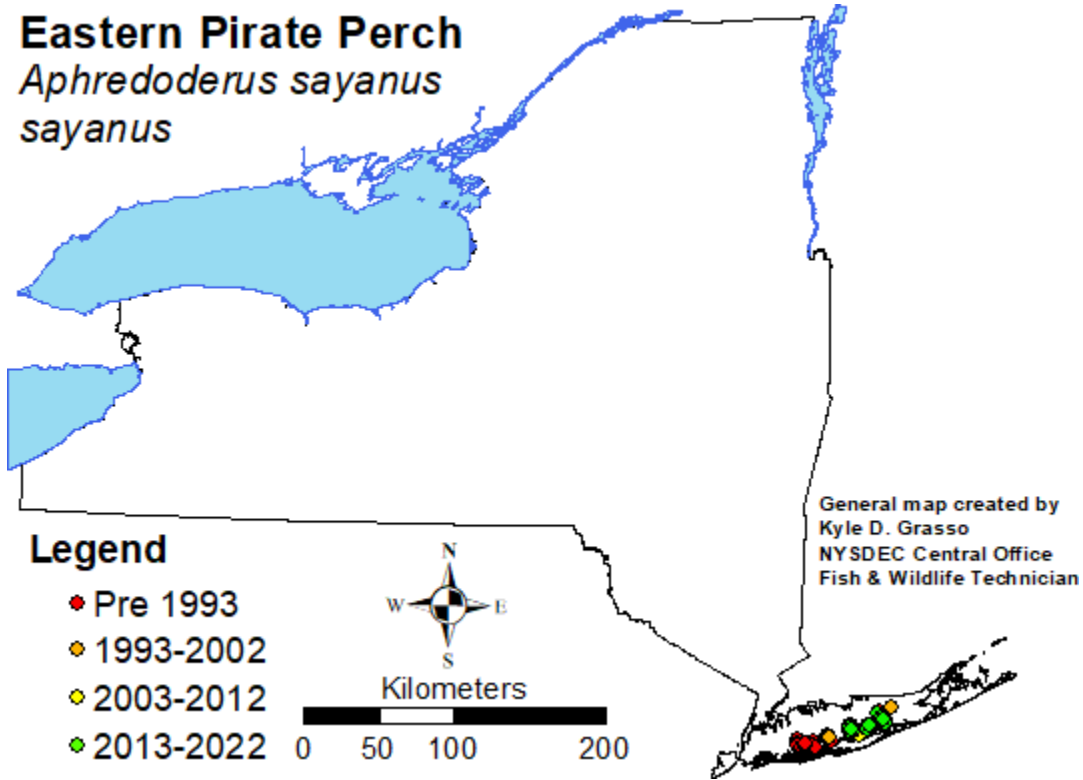 Eastern Pirate Perch
Aphredoderus sayanus
sayanus
General map created by
Kyle D. Grasso
NYSDEC Central Office
Fish & Wildlife Technician
Legend
Pre 1993
1993-2002
2003-2012
2013-2022
N
W E
S
Kilometers
0 50 100 200